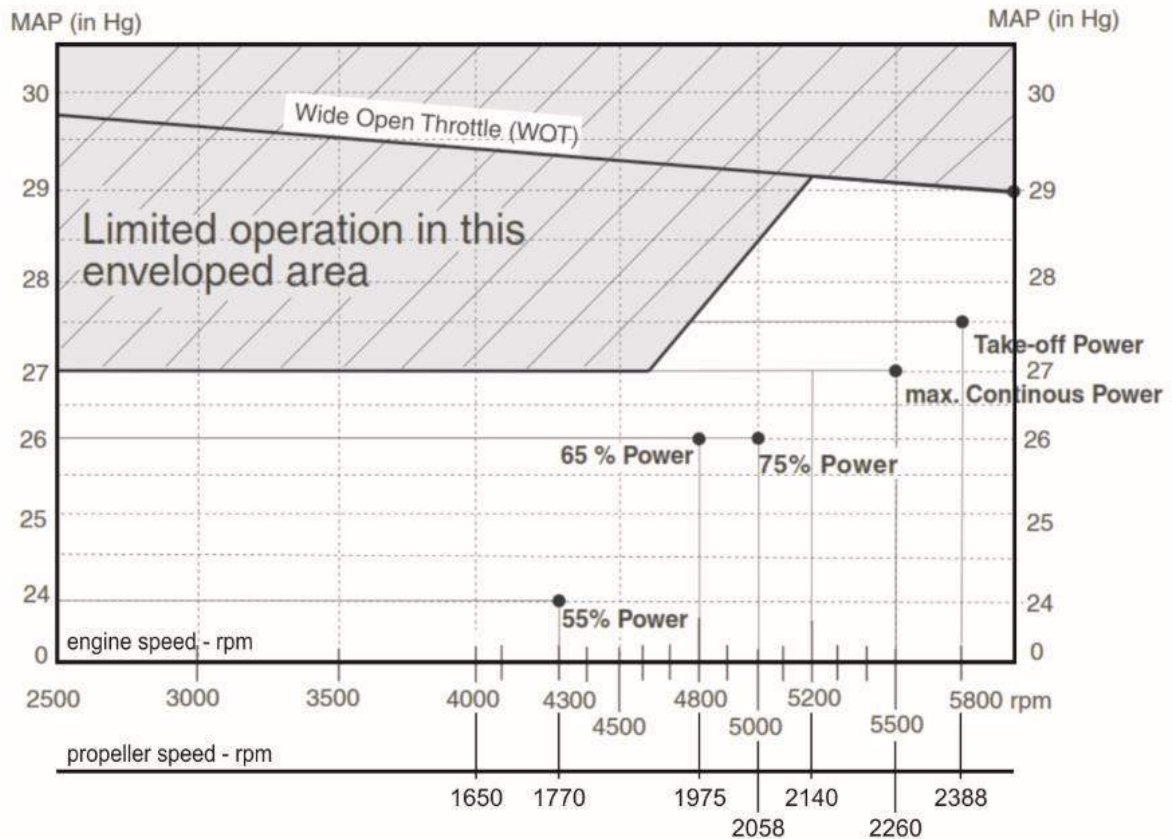 MAP (in Hg)
MAP (in Hg)
30
30
Wide Open Throttle (WOT)
29
29
Limited operation in this
enveloped area
28
28
Take-off Power
27
27
max. Continous Power
26
26
65 % Power
75% Power
25
25
24
24
55% Power
engine speed - rpm
0
0
2500 3000 3500 4000 4300 4800 5200 5800 rpm
4500 5000 5500
propeller speed - rpm
1650 1770 1975 2140 2388
2058 2260